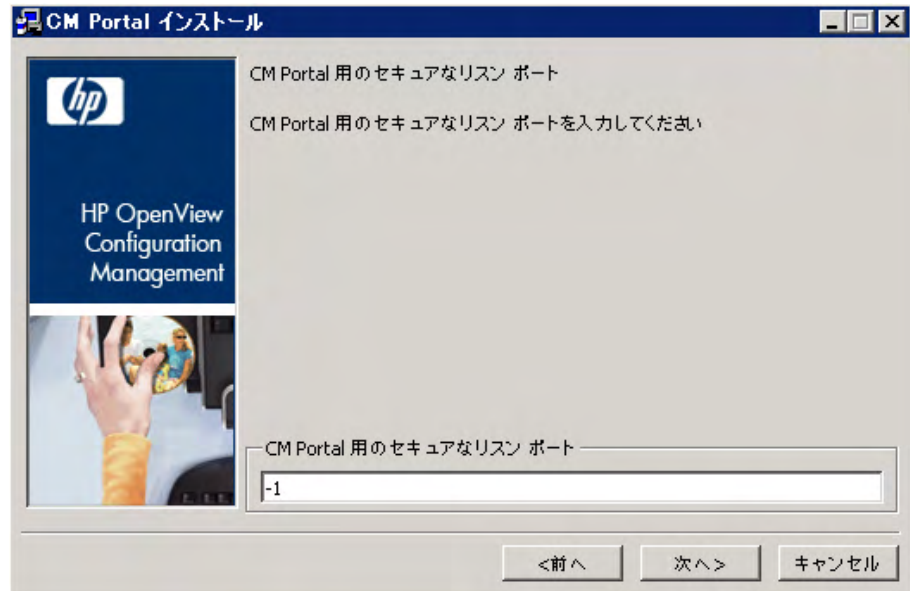 CM Portal インストール
CM Portal 用のセキュアなリスン ポート
CM Portal 用のセキュアなリスン ポートを入力してください
hp
HP OpenView
Configuration
Management
CM Portal 用のセキュアなリスン ポート
-1
<前へ
次へ>
キャンセル